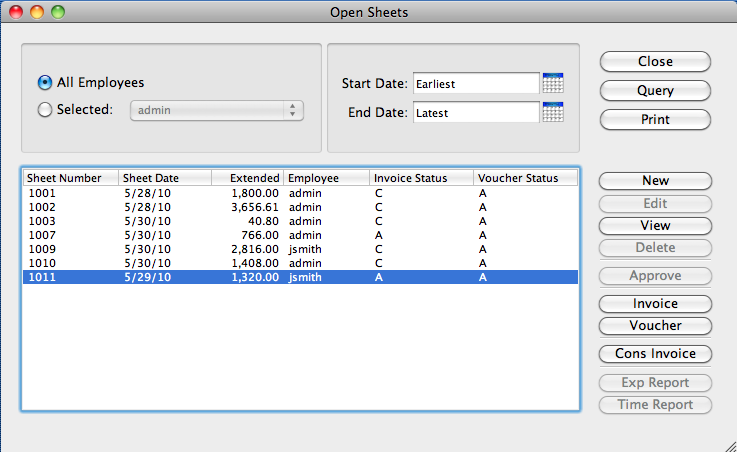 Open Sheets
All Employees
Selected: admin
Start Date: Earliest
End Date: Latest
Close
Query
Print
Sheet Number Sheet Date Extended Employee Invoice Status Voucher Status
1001 5/28/10 1,800.00 admin C A
1002 5/28/10 3,656.61 admin C A
1003 5/30/10 40.80 admin C A
1007 5/30/10 766.00 admin A A
1009 5/30/10 2,816.00 jsmith C A
1010 5/30/10 1,408.00 admin C A
1011 5/29/10 1,320.00 jsmith A A
New
Edit
View
Delete
Approve
Invoice
Voucher
Cons Invoice
Exp Report
Time Report